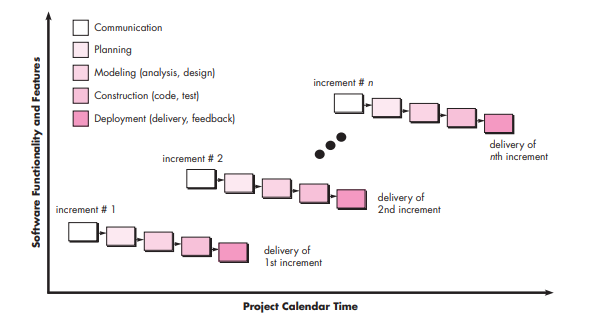 Communication
Planning
Modeling (analysis, design)
Construction (code, test)
Deployment (delivery, feedback)
increment # n
delivery of
nth increment
increment # 2
delivery of
2nd increment
increment # 1
delivery of
1st increment
Software Functionality and Features
Project Calendar Time